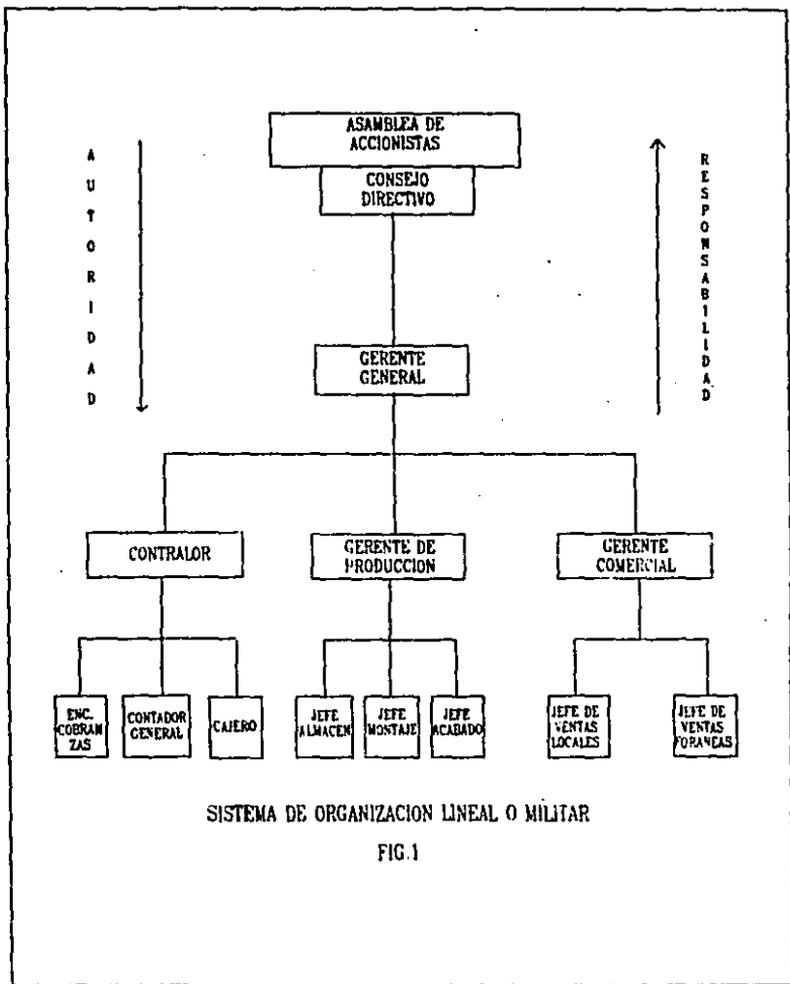 ASAMBLEA DE
ACCIONISTAS
CONSEJO
DIRECTIVO
AUTORIDAD
RESPONSABILIDAD
GERENTE
GENERAL
CONTRALOR
GERENTE DE
PRODUCCION
GERENTE
COMERCIAL
ENC.
COBRAN
ZAS
CONTADOR
GENERAL
CAJERO
JEFE
ALMACEN
JEFE
MONTAJE
JEFE
ACABADO
JEFE DE
VENTAS
LOCALES
JEFE DE
VENTAS
FORANEAS
SISTEMA DE ORGANIZACION LINEAL O MILITAR
FIG.1